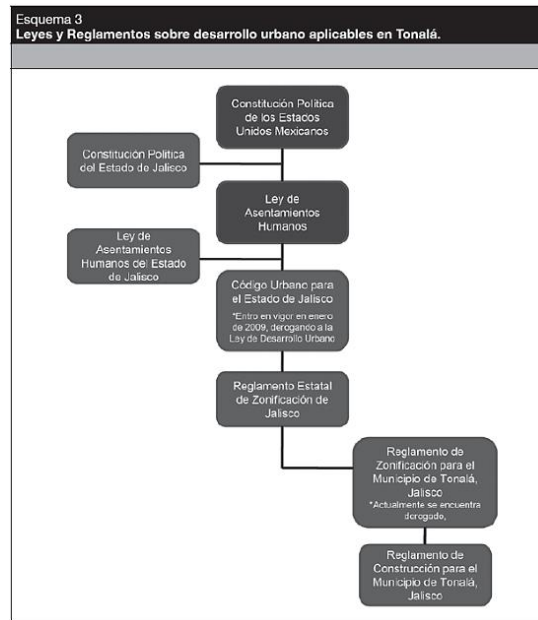 Esquema 3
Leyes y Reglamentos sobre desarrollo urbano aplicables en Tonalá.
Constitución Política
de los Estados
Unidos Mexicanos
Constitución Política
del Estado de Jalisco
Ley de
Asentamientos
Humanos
Ley de
Asentamientos
Humanos del Estado
de Jalisco
Código Urbano para
el Estado de Jalisco
*Entro en vigor en enero
de 2009, derogando a la
Ley de Desarrollo Urbano
Reglamento Estatal
de Zonificación de
Jalisco
Reglamento de
Zonificación para el
Municipio de Tonalá,
Jalisco
*Actualmente se encuentra
derogado,
Reglamento de
Construcción para el
Municipio de Tonalá,
Jalisco